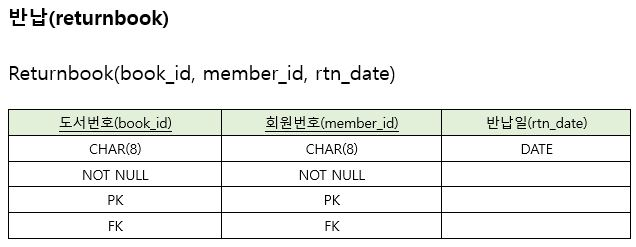 반납(returnbook)
Returnbook(book_id, member_id, rtn_date)
도서번호(book_id) 회원번호(member_id) 반납일(rtn_date)
CHAR(8) CHAR(8) DATE
NOT NULL NOT NULL
PK PK
FK FK